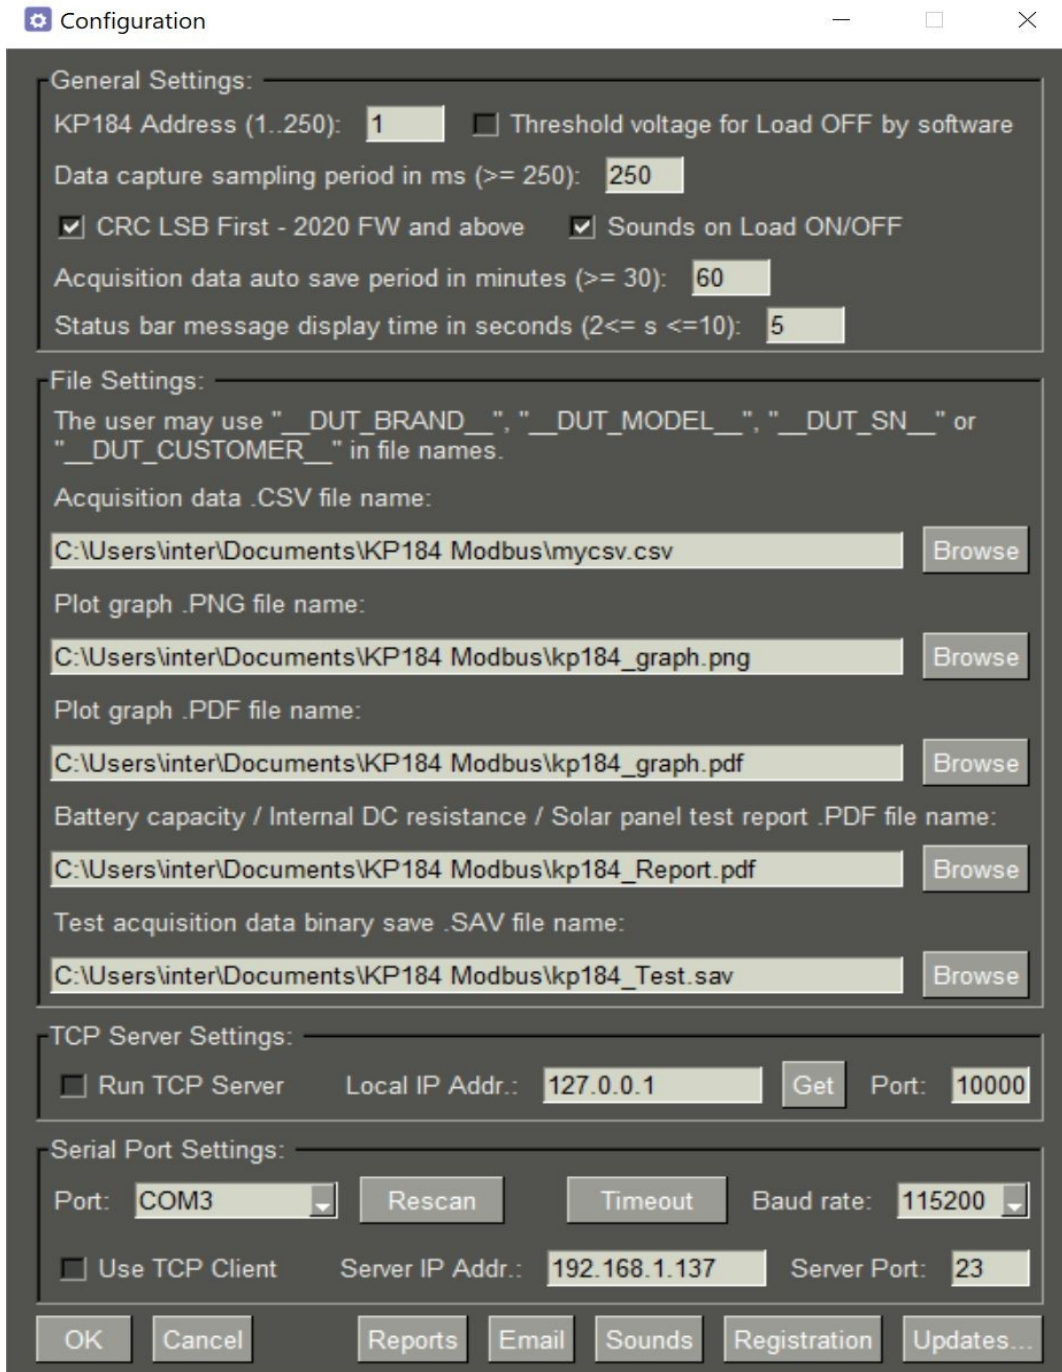 Configuration
General Settings:
KP184 Address (1..250): 1 Threshold voltage for Load OFF by software
Data capture sampling period in ms (>= 250): 250
CRC LSB First - 2020 FW and above Sounds on Load ON/OFF
Acquisition data auto save period in minutes (>= 30): 60
Status bar message display time in seconds (2<= s <=10): 5
File Settings:
The user may use "__DUT_BRAND__", "__DUT_MODEL__", "__DUT_SN__" or
"__DUT_CUSTOMER__" in file names.
Acquisition data .CSV file name:
C:\Users\inter\Documents\KP184 Modbus\mycsv.csv Browse
Plot graph .PNG file name:
C:\Users\inter\Documents\KP184 Modbus\kp184_graph.png Browse
Plot graph .PDF file name:
C:\Users\inter\Documents\KP184 Modbus\kp184_graph.pdf Browse
Battery capacity / Internal DC resistance / Solar panel test report .PDF file name:
C:\Users\inter\Documents\KP184 Modbus\kp184_Report.pdf Browse
Test acquisition data binary save .SAV file name:
C:\Users\inter\Documents\KP184 Modbus\kp184_Test.sav Browse
TCP Server Settings:
Run TCP Server Local IP Addr.: 127.0.0.1 Get Port: 10000
Serial Port Settings:
Port: COM3 Rescan Timeout Baud rate: 115200
Use TCP Client Server IP Addr.: 192.168.1.137 Server Port: 23
OK Cancel Reports Email Sounds Registration Updates...